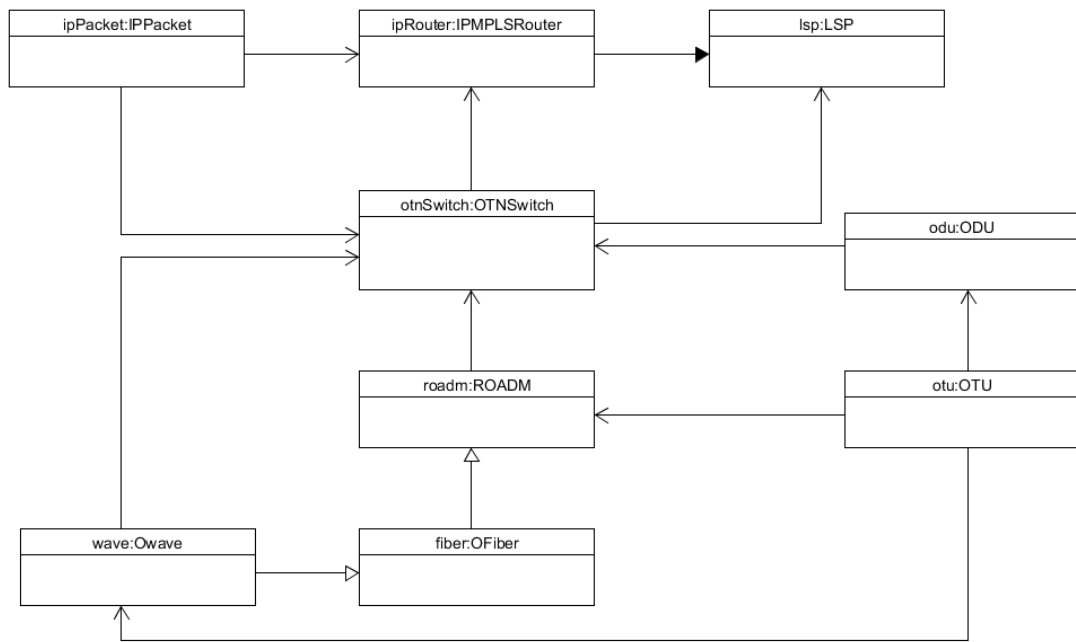 ipPacket:IPPacket
ipRouter:IPMPLSRouter
lsp:LSP
otnSwitch:OTNSwitch
odu:ODU
roadm:ROADM
otu:OTU
wave:Owave
fiber:OFiber